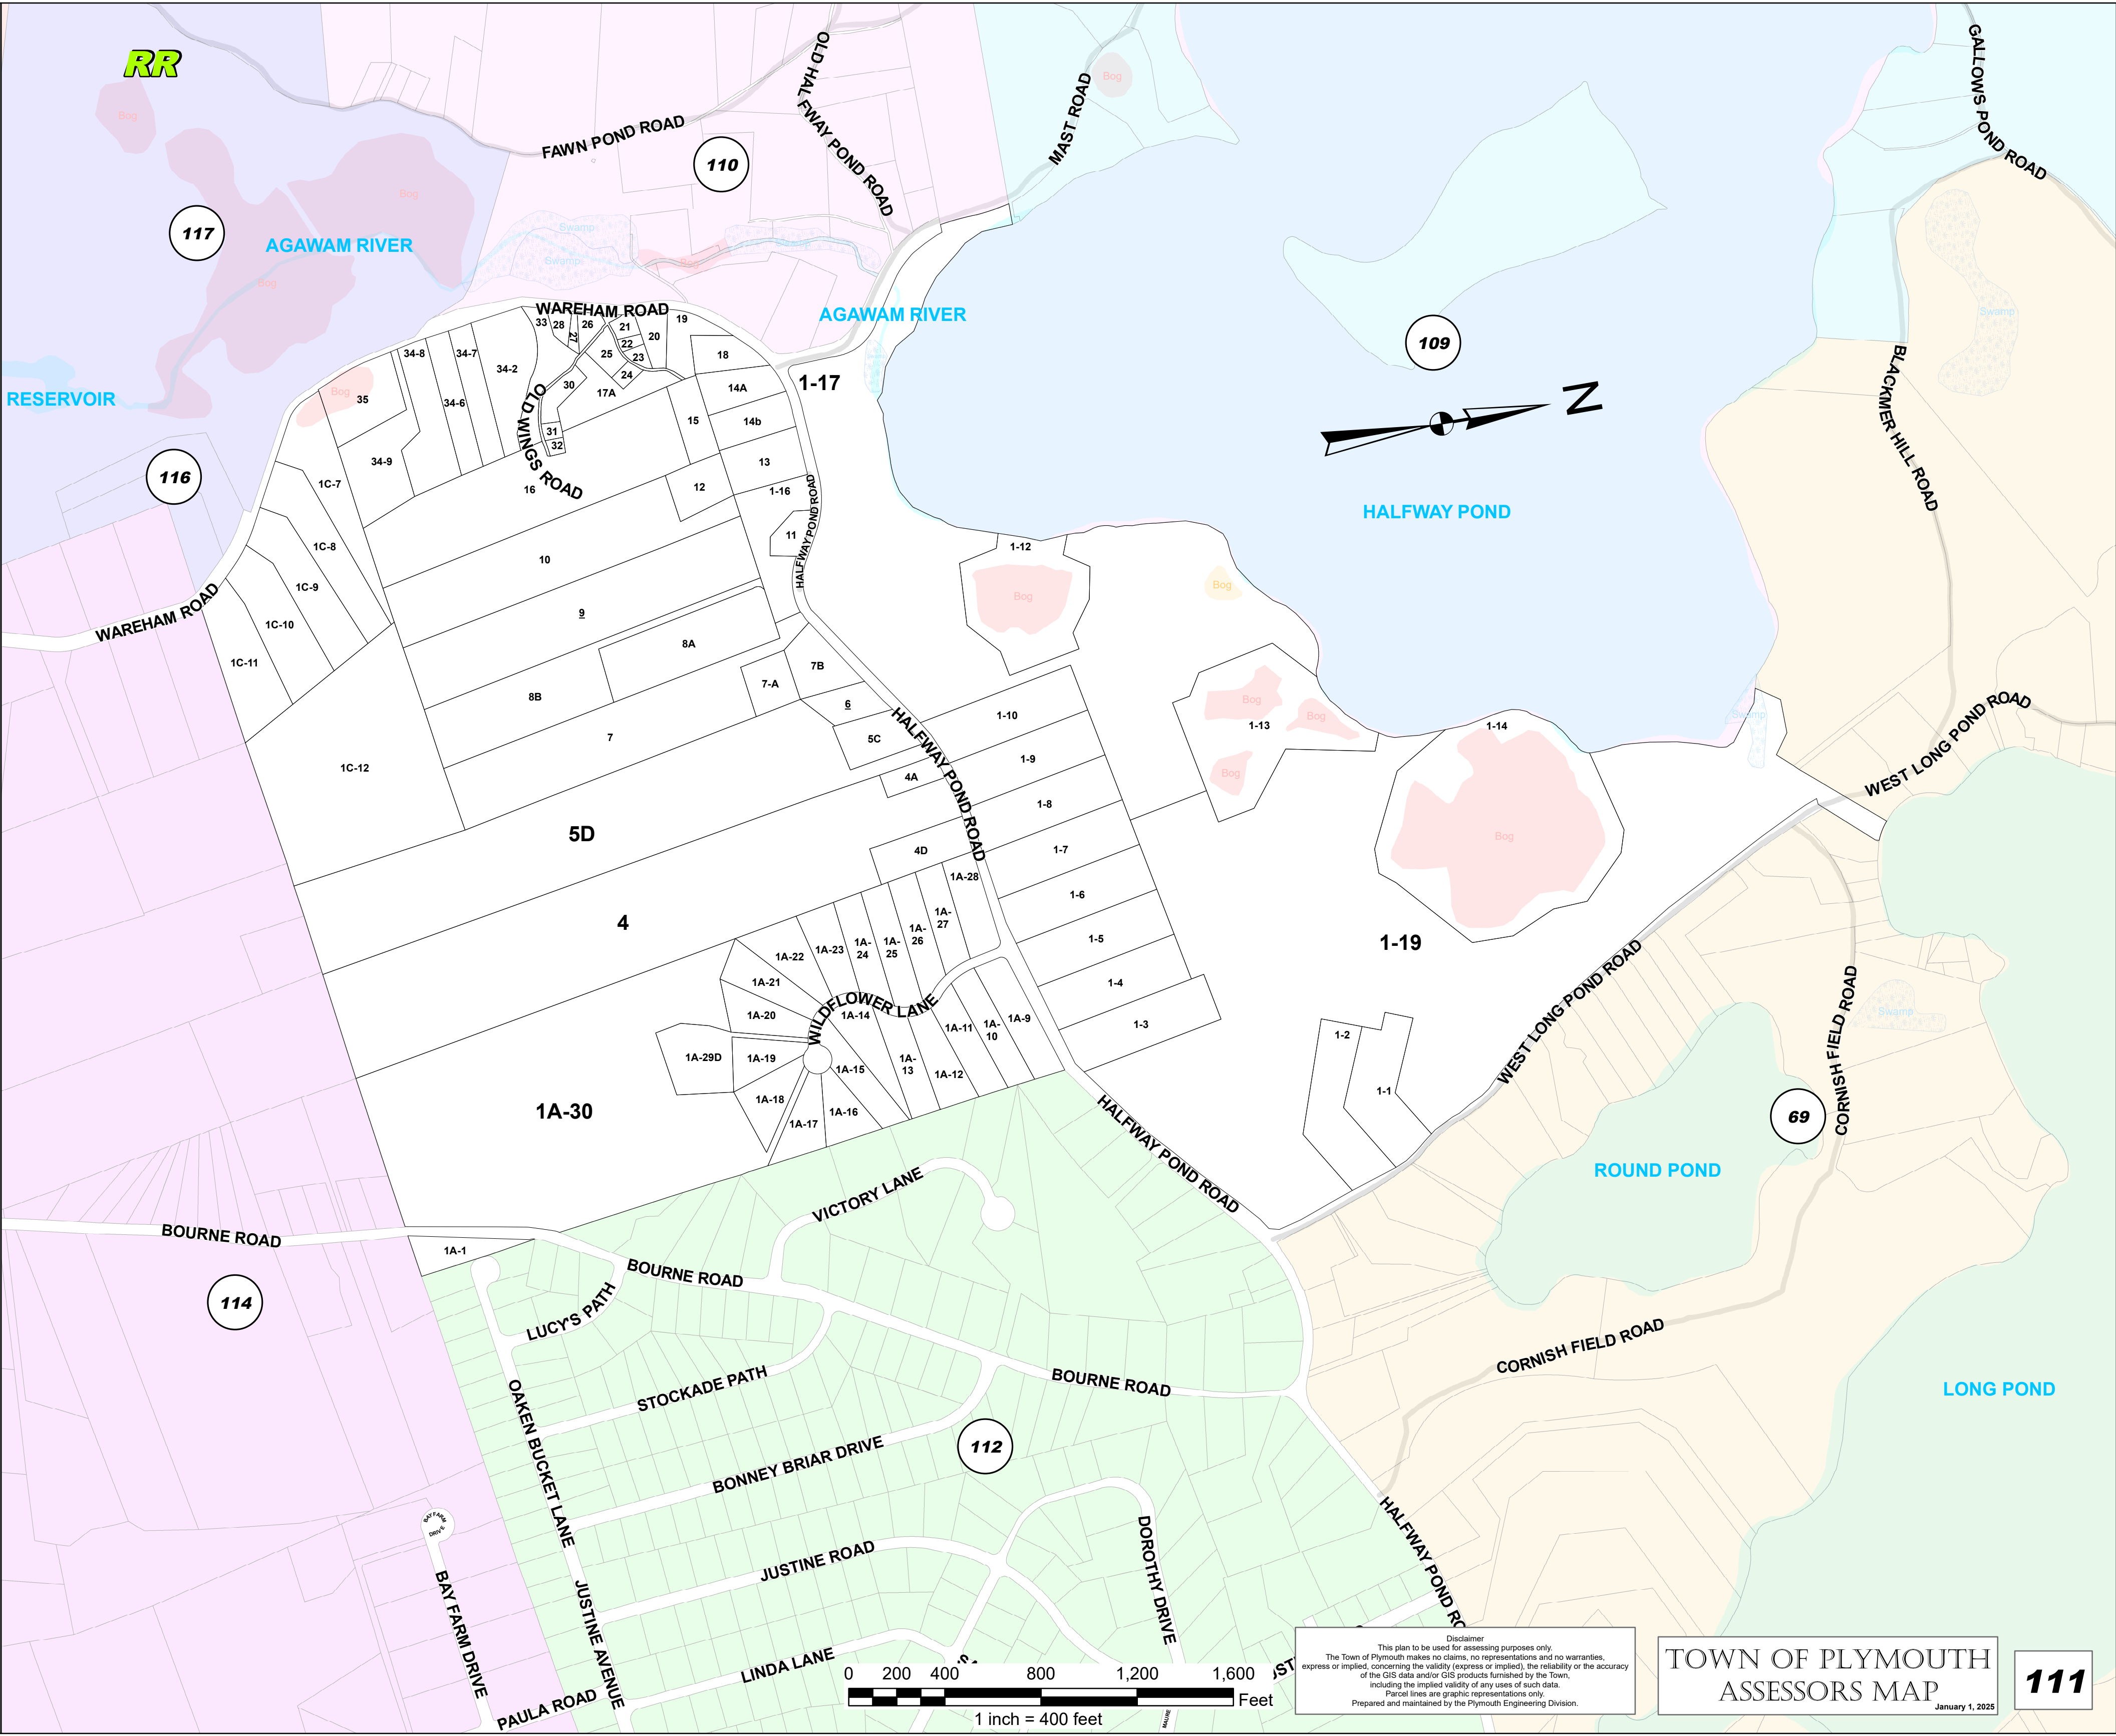 RR
Bog
FAWN POND ROAD
OLD HALFWAY POND ROAD
MAST ROAD
Bog
GALLOWS POND ROAD
110
117
AGAWAM RIVER
Bog
Bog
Swamp
Swamp
Bog
Swamp
AGAWAM RIVER
109
N
HALFWAY POND
BLACKMER HILL ROAD
Swamp
RESERVOIR
116
WAREHAM ROAD
33
28
27
26
21
22
23
20
19
25
24
18
1-17
34-8
34-7
34-2
34-6
30
17A
14A
14b
15
35
Bog
34-9
31
32
OLD WINGS ROAD
16
13
12
1-16
11
HALFWAY POND ROAD
1C-7
1C-8
1C-9
1C-10
1C-11
1C-12
WAREHAM ROAD
10
9
8A
8B
7
7-A
7B
6
5C
4A
5D
4
4D
HALFWAY POND ROAD
1-12
Bog
Bog
1-13
Bog
Bog
Bog
1-14
Bog
Swamp
WEST LONG POND ROAD
1-10
1-9
1-8
1-7
1-6
1-5
1-4
1-3
1-19
1-2
1-1
WEST LONG POND ROAD
1A-28
1A-
27
1A-
26
1A-
25
1A-
24
1A-23
1A-22
1A-21
1A-20
1A-19
1A-29D
1A-18
1A-17
1A-16
1A-15
1A-14
1A-
13
1A-12
1A-11
1A-
10
1A-9
WILDFLOWER LANE
1A-30
1A-1
CORNISH FIELD ROAD
Swamp
69
ROUND POND
HALFWAY POND ROAD
VICTORY LANE
BOURNE ROAD
BOURNE ROAD
114
LUCY'S PATH
STOCKADE PATH
BOURNE ROAD
CORNISH FIELD ROAD
LONG POND
OAKEN BUCKET LANE
BONNEY BRIAR DRIVE
112
BAY FARM
DRIVE
BAY FARM DRIVE
JUSTINE ROAD
JUSTINE AVENUE
DOROTHY DRIVE
HALFWAY POND RO
LINDA LANE
PAULA ROAD
0 200 400 800 1,200 1,600
Feet
1 inch = 400 feet
Disclaimer
This plan to be used for assessing purposes only.
The Town of Plymouth makes no claims, no representations and no warranties,
express or implied, concerning the validity (express or implied), the reliability or the accuracy
of the GIS data and/or GIS products furnished by the Town,
including the implied validity of any uses of such data.
Parcel lines are graphic representations only.
Prepared and maintained by the Plymouth Engineering Division.
TOWN OF PLYMOUTH
ASSESSORS MAP
January 1, 2025
111